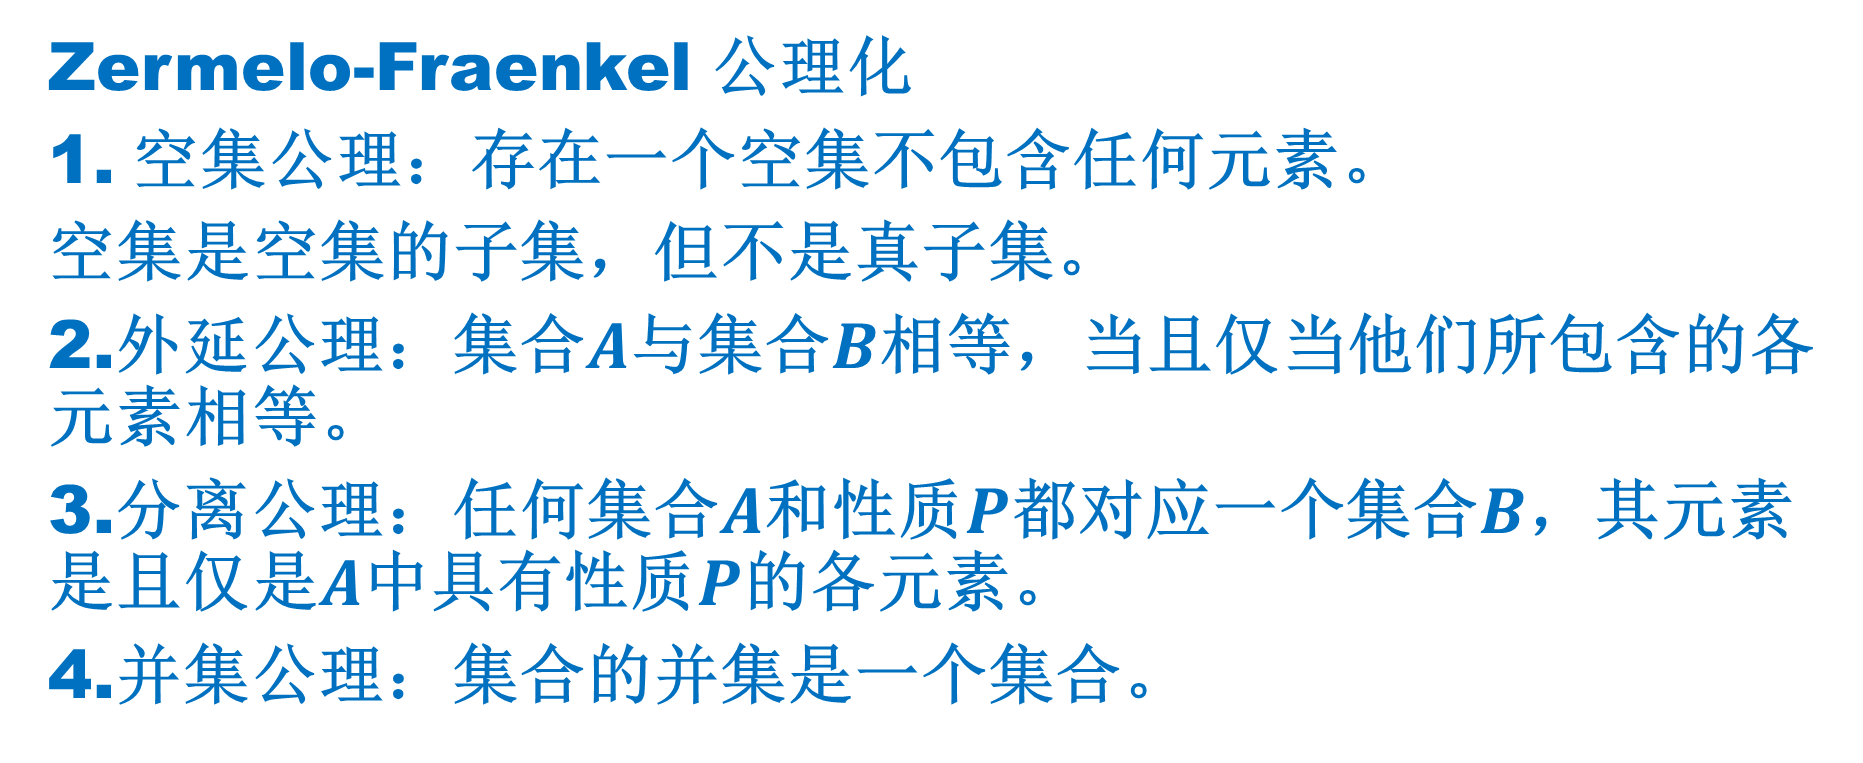 Zermelo-Fraenkel 公理化
1. 空集公理：存在一个空集不包含任何元素。
空集是空集的子集，但不是真子集。
2.外延公理：集合A与集合B相等，当且仅当他们所包含的各
元素相等。
3.分离公理：任何集合A和性质P都对应一个集合B，其元素
是且仅是A中具有性质P的各元素。
4.并集公理：集合的并集是一个集合。